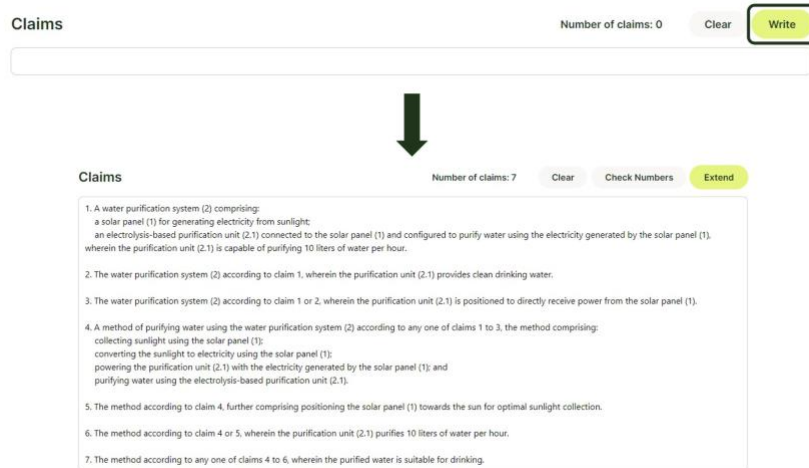 Claims
Number of claims: 0
Clear
Write
Claims
Number of claims: 7
Clear
Check Numbers
Extend
1. A water purification system (2) comprising:
a solar panel (1) for generating electricity from sunlight;
an electrolysis-based purification unit (2.1) connected to the solar panel (1) and configured to purify water using the electricity generated by the solar panel (1),
wherein the purification unit (2.1) is capable of purifying 10 liters of water per hour.
2. The water purification system (2) according to claim 1, wherein the purification unit (2.1) provides clean drinking water.
3. The water purification system (2) according to claim 1 or 2, wherein the purification unit (2.1) is positioned to directly receive power from the solar panel (1).
4. A method of purifying water using the water purification system (2) according to any one of claims 1 to 3, the method comprising:
collecting sunlight using the solar panel (1);
converting the sunlight to electricity using the solar panel (1);
powering the purification unit (2.1) with the electricity generated by the solar panel (1); and
purifying water using the electrolysis-based purification unit (2.1).
5. The method according to claim 4, further comprising positioning the solar panel (1) towards the sun for optimal sunlight collection.
6. The method according to claim 4 or 5, wherein the purification unit (2.1) purifies 10 liters of water per hour.
7. The method according to any one of claims 4 to 6, wherein the purified water is suitable for drinking.